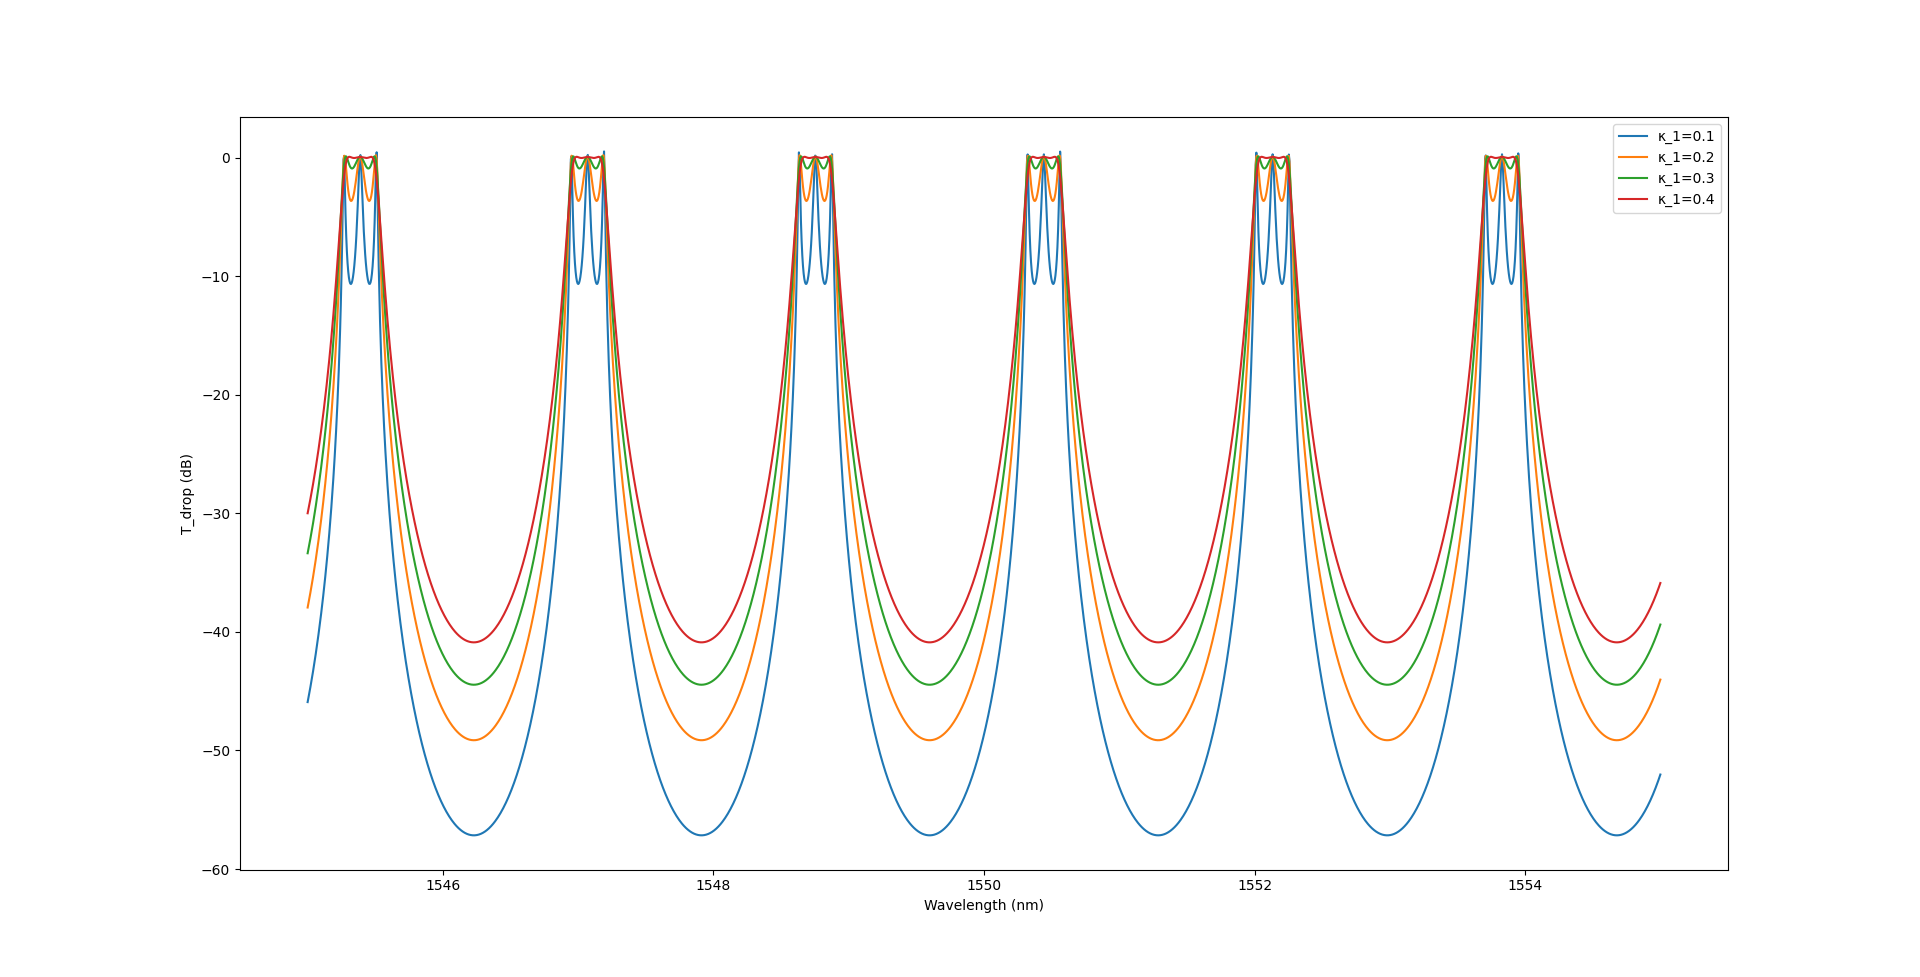 κ_1=0.1
κ_1=0.2
κ_1=0.3
κ_1=0.4
T_drop (dB)
0
−10
−20
−30
−40
−50
−60
1546 1548 1550 1552 1554
Wavelength (nm)